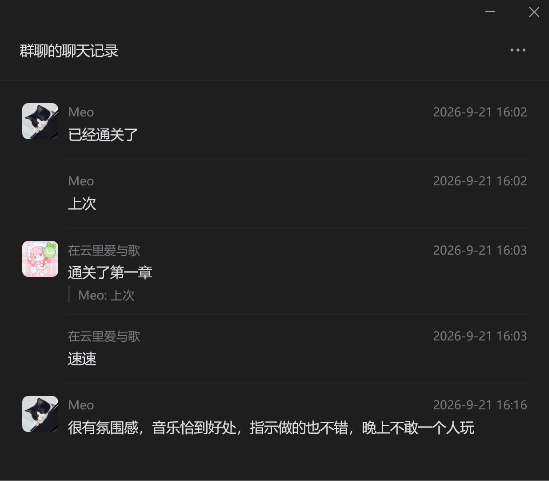 群聊的聊天记录
Meo
2026-9-21 16:02
已经通关了
Meo
2026-9-21 16:02
上次
在云里爱与歌
2026-9-21 16:03
通关了第一章
Meo: 上次
在云里爱与歌
2026-9-21 16:03
速速
Meo
2026-9-21 16:16
很有氛围感，音乐恰到好处，指示做的也不错，晚上不敢一个人玩